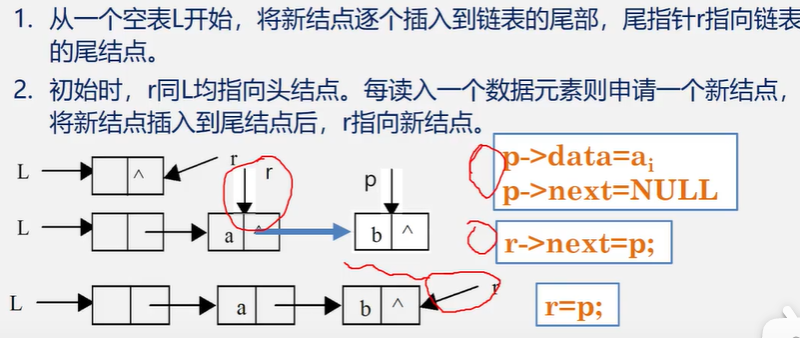 1. 从一个空表L开始，将新结点逐个插入到链表的尾部，尾指针r指向链表
的尾结点。
2. 初始时，r同L均指向头结点。每读入一个数据元素则申请一个新结点，
将新结点插入到尾结点后，r指向新结点。
L ^ r
r p
p->data=aᵢ
p->next=NULL
L a ^ b ^
r->next=p;
L a b ^ r
r=p;